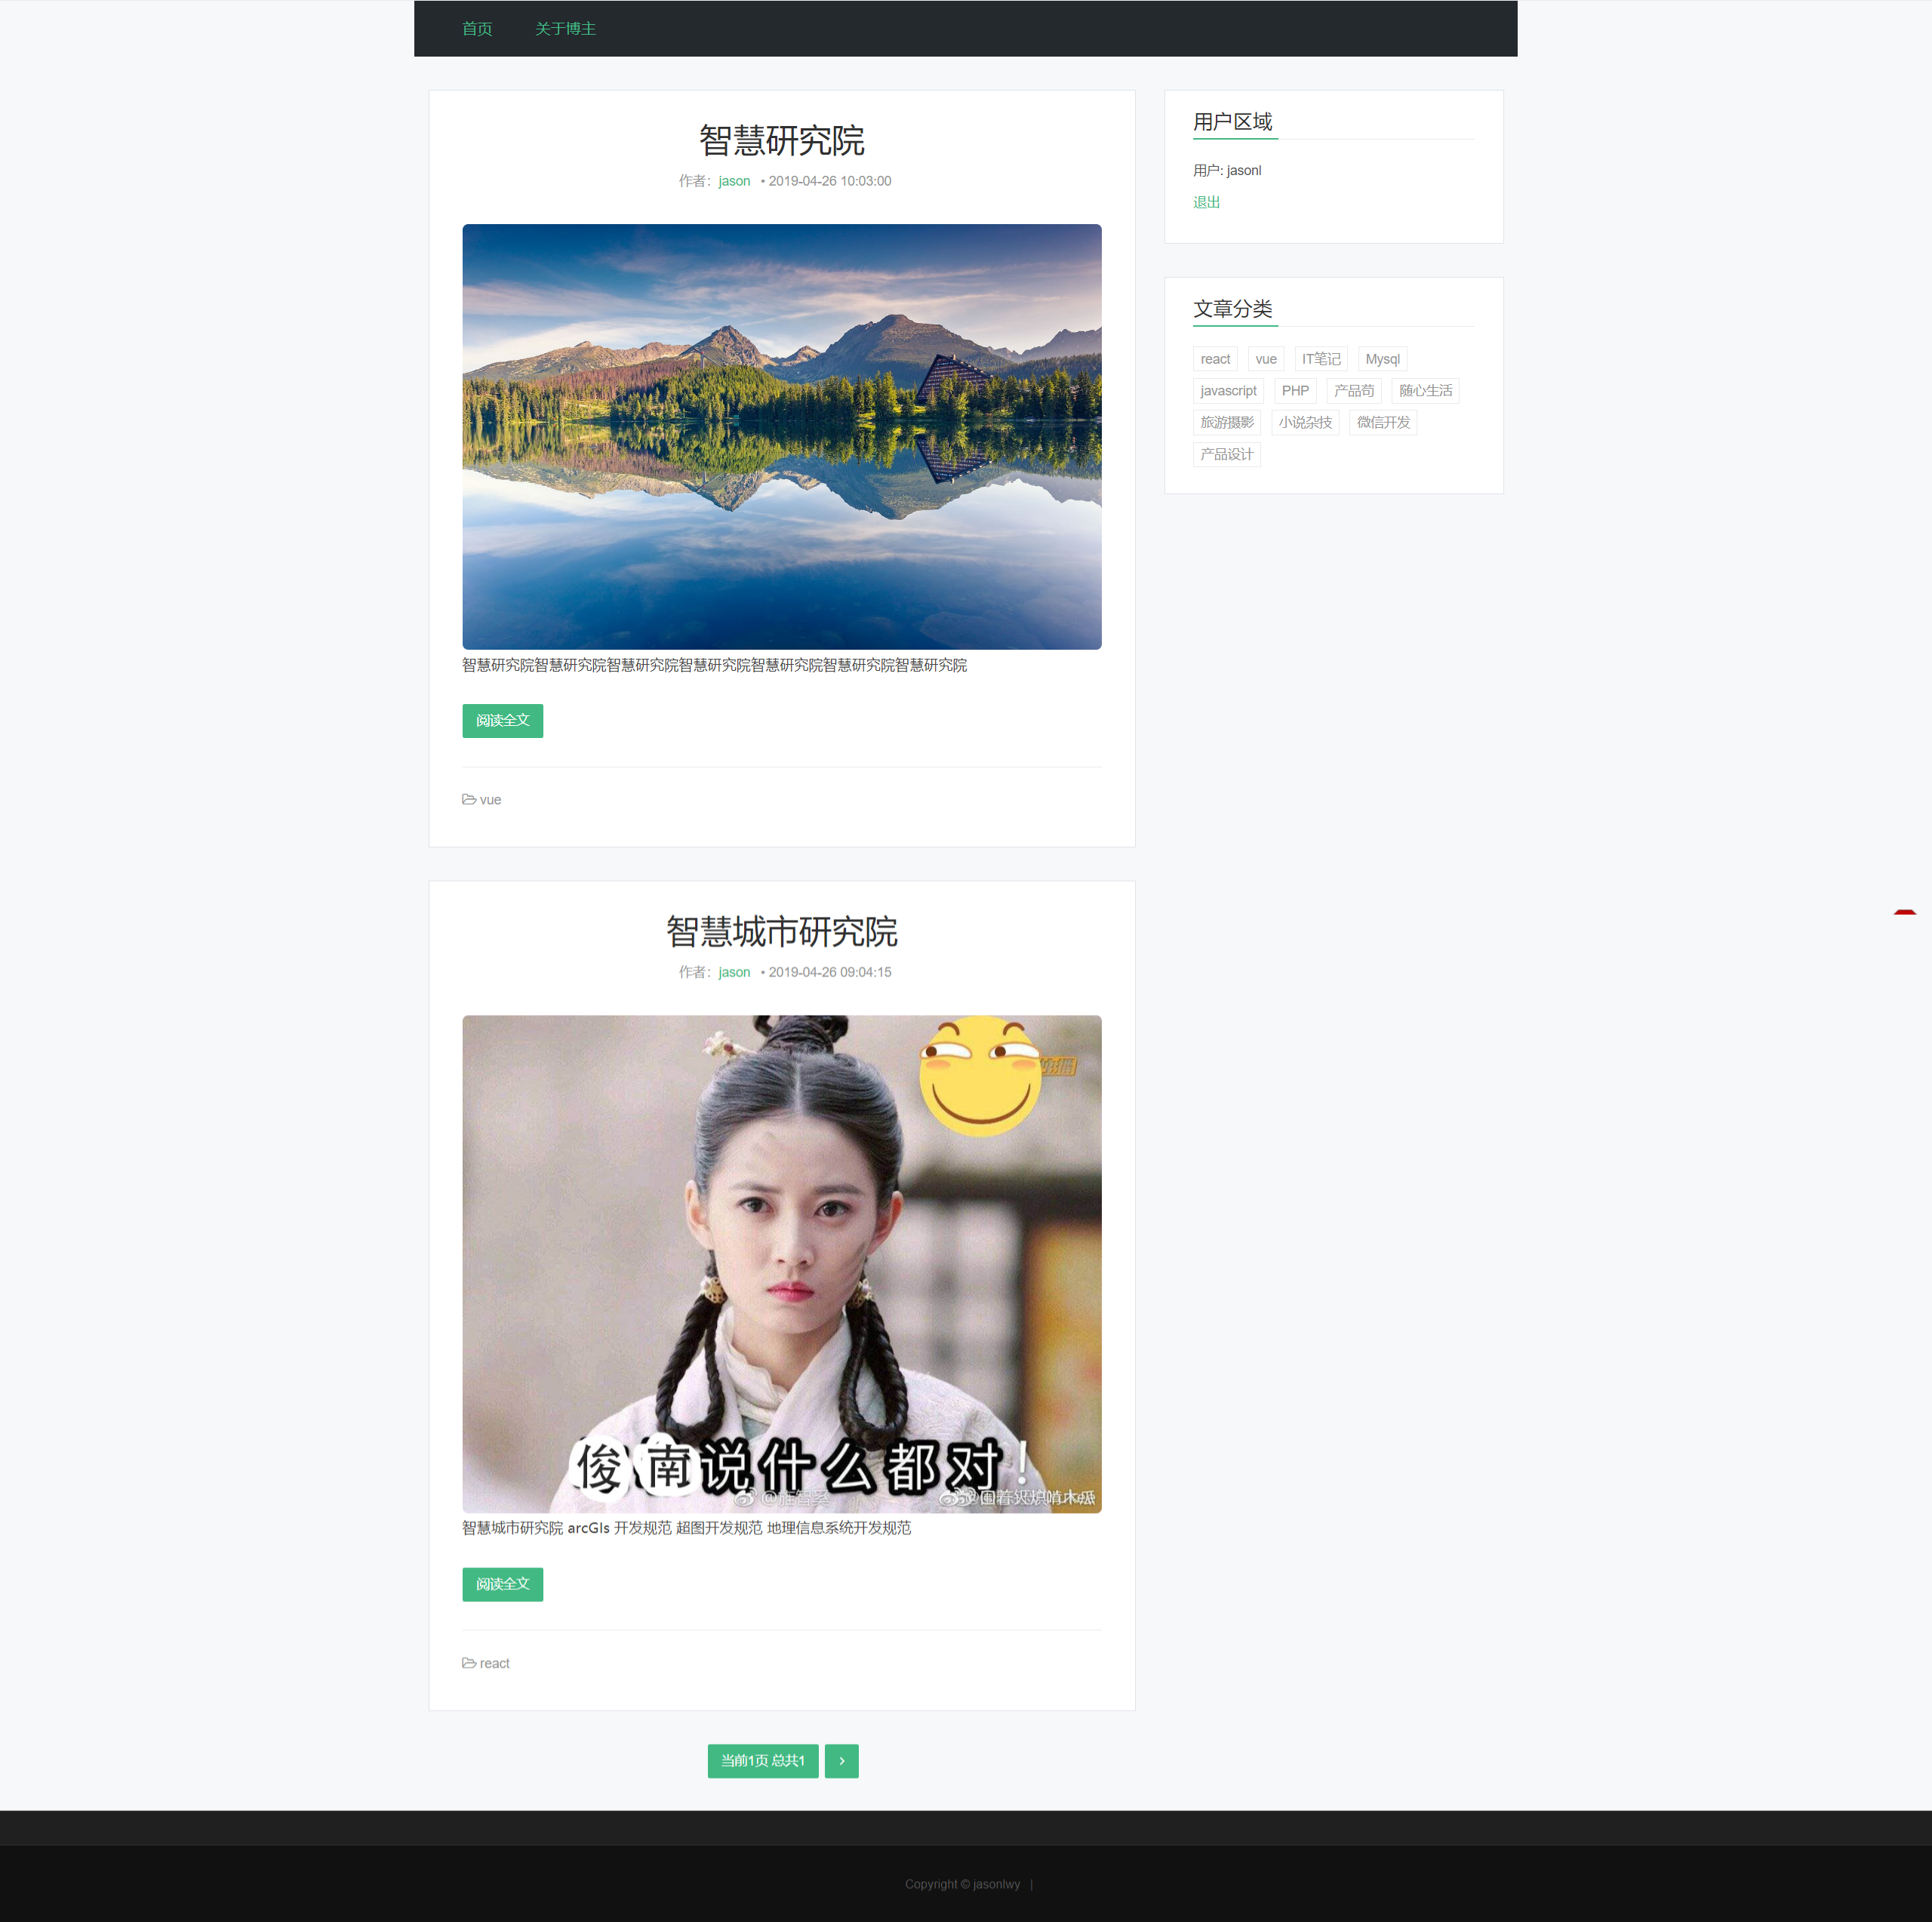 首页 关于博主
智慧研究院
作者：jason • 2019-04-26 10:03:00
智慧研究院智慧研究院智慧研究院智慧研究院智慧研究院智慧研究院智慧研究院
阅读全文
vue
智慧城市研究院
作者：jason • 2019-04-26 09:04:15
俊南说什么都对！
智慧城市研究院 arcGIs 开发规范 超图开发规范 地理信息系统开发规范
阅读全文
react
当前1页 总共1 ›
用户区域
用户: jasonl
退出
文章分类
react vue IT笔记 Mysql
javascript PHP 产品苟 随心生活
旅游摄影 小说杂技 微信开发
产品设计
Copyright © jasonlwy |